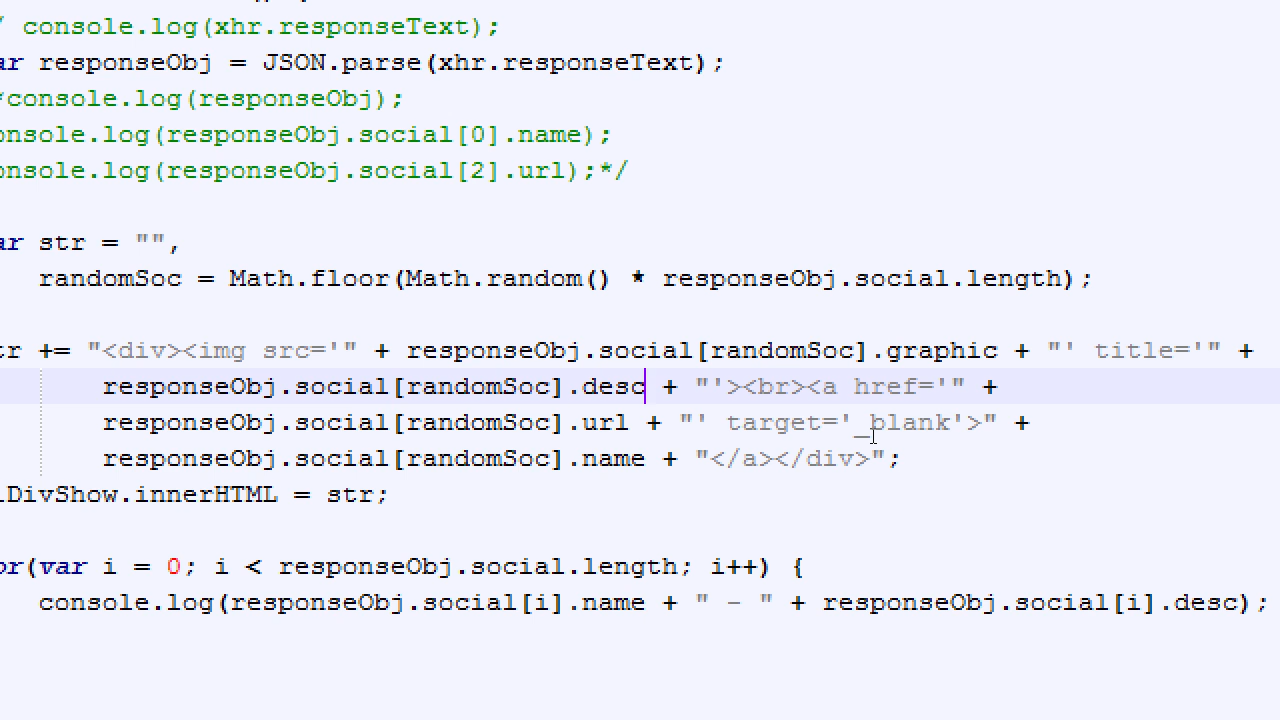 / console.log(xhr.responseText);
ar responseObj = JSON.parse(xhr.responseText);
*console.log(responseObj);
onsole.log(responseObj.social[0].name);
onsole.log(responseObj.social[2].url);*/
ar str = "",
randomSoc = Math.floor(Math.random() * responseObj.social.length);
tr += "<div><img src='" + responseObj.social[randomSoc].graphic + "' title='" +
responseObj.social[randomSoc].desc + "'><br><a href='" +
responseObj.social[randomSoc].url + "' target='_blank'>" +
responseObj.social[randomSoc].name + "</a></div>";
lDivShow.innerHTML = str;
or(var i = 0; i < responseObj.social.length; i++) {
console.log(responseObj.social[i].name + " - " + responseObj.social[i].desc);